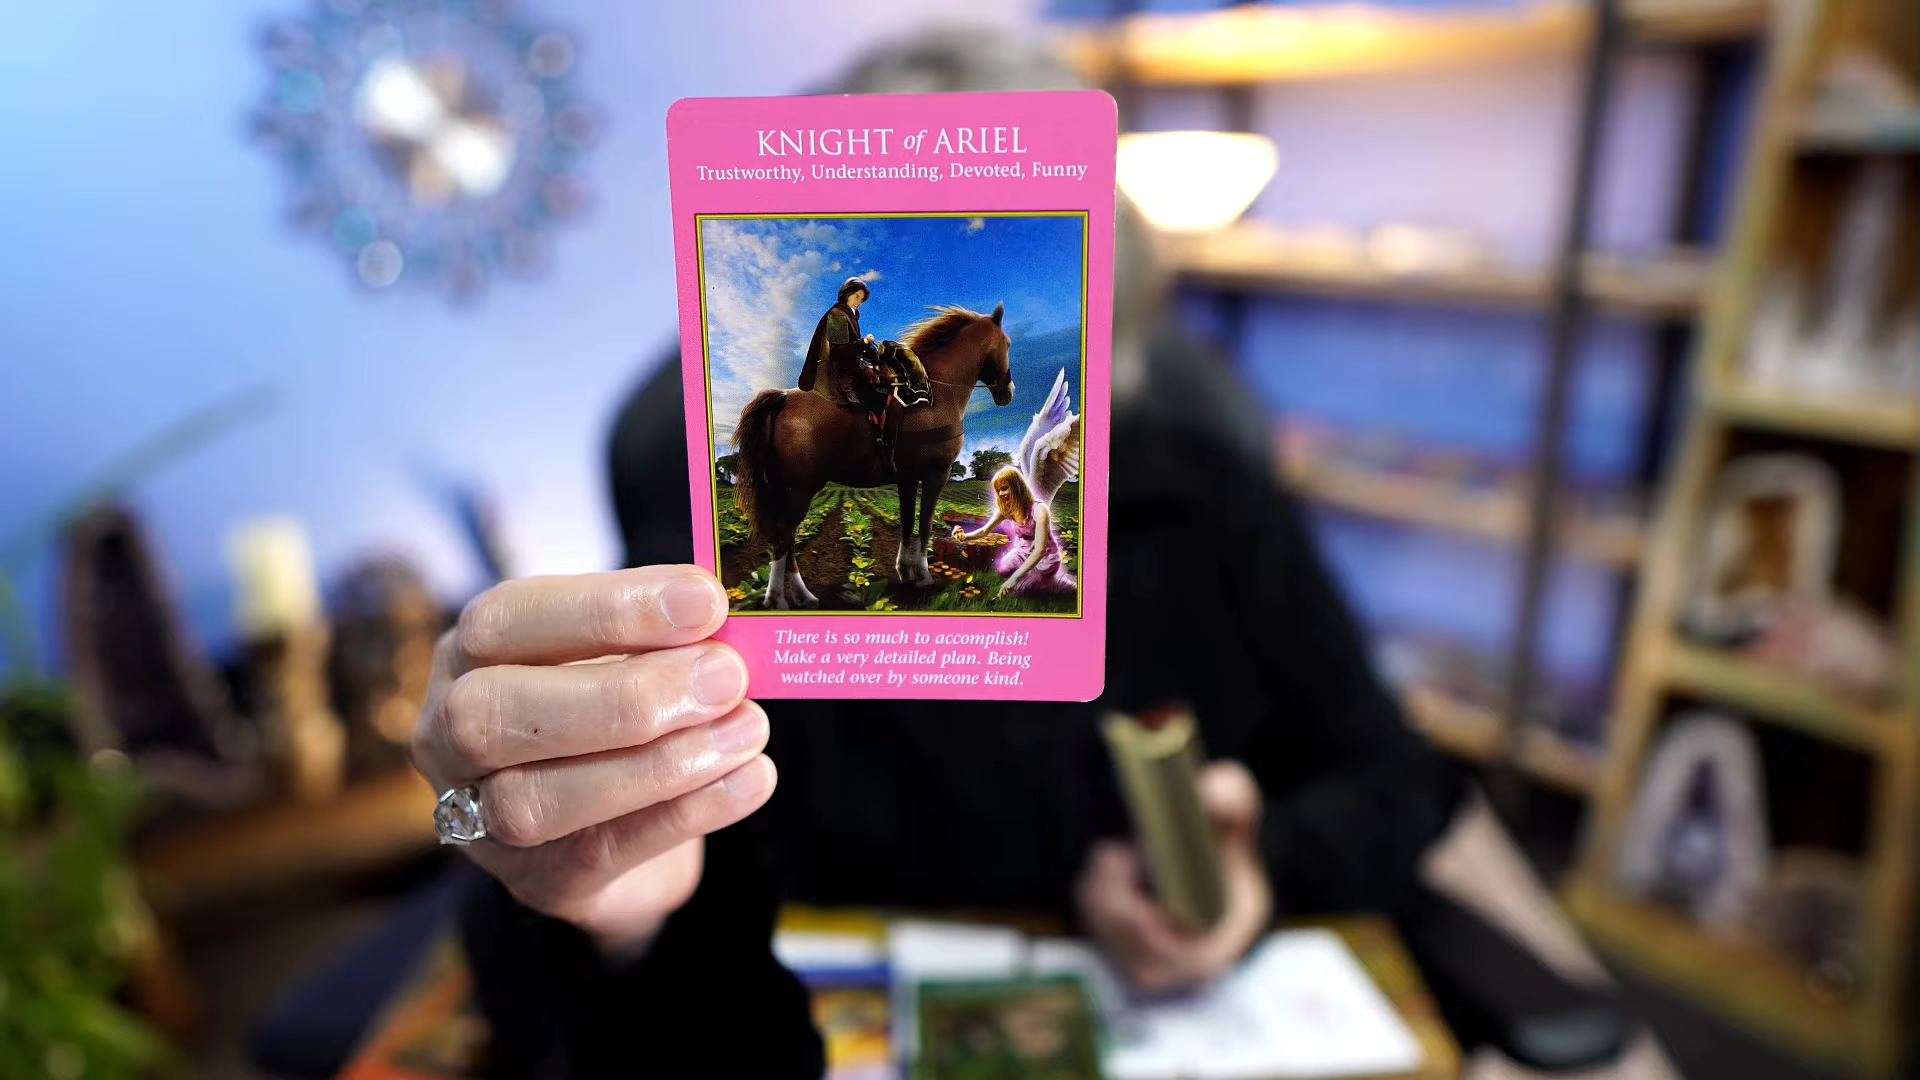 KNIGHT of ARIEL
Trustworthy, Understanding, Devoted, Funny
There is so much to accomplish!
Make a very detailed plan. Being
watched over by someone kind.